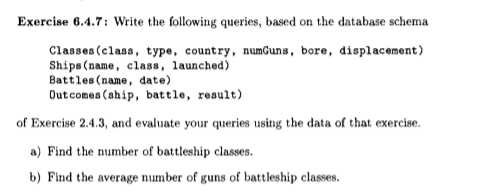 Exercise 6.4.7: Write the following queries, based on the database schema
Classes(class, type, country, numGuns, bore, displacement)
Ships(name, class, launched)
Battles(name, date)
Outcomes(ship, battle, result)
of Exercise 2.4.3, and evaluate your queries using the data of that exercise.
a) Find the number of battleship classes.
b) Find the average number of guns of battleship classes.